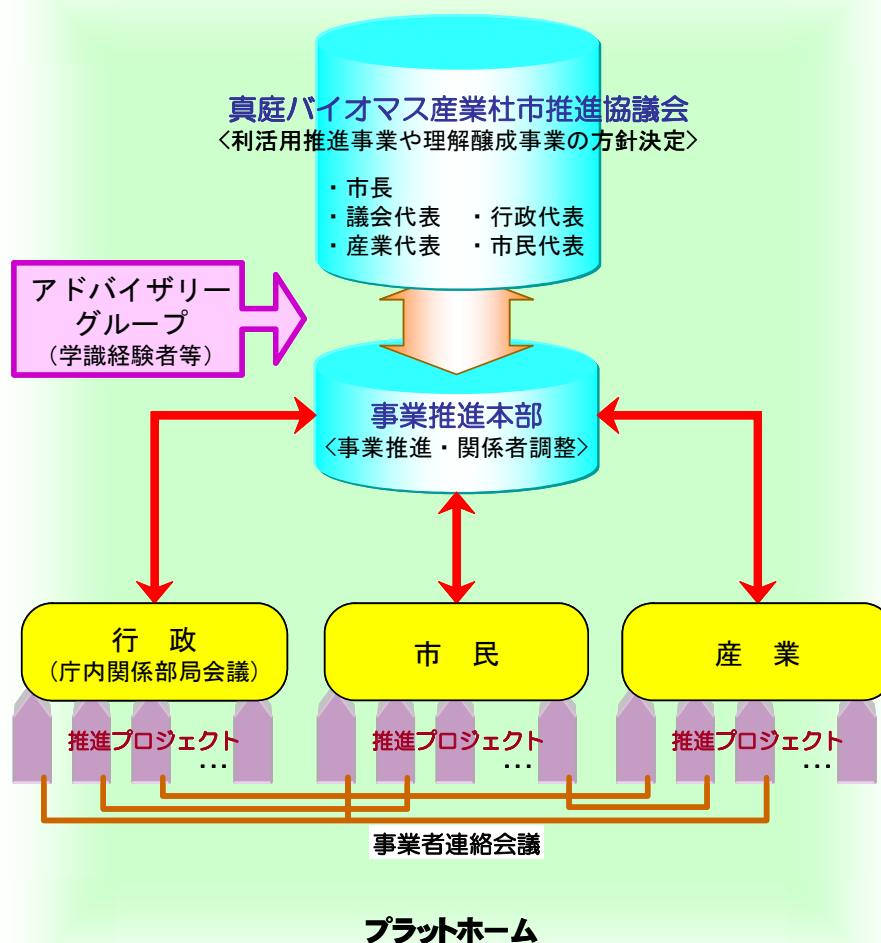 真庭バイオマス産業杜市推進協議会
〈利活用推進事業や理解醸成事業の方針決定〉
・市長
・議会代表 ・行政代表
・産業代表 ・市民代表
アドバイザリー
グループ
（学識経験者等）
事業推進本部
〈事業推進・関係者調整〉
行 政
（庁内関係部局会議）
市 民
産 業
推進プロジェクト
…
推進プロジェクト
…
推進プロジェクト
…
事業者連絡会議
プラットホーム